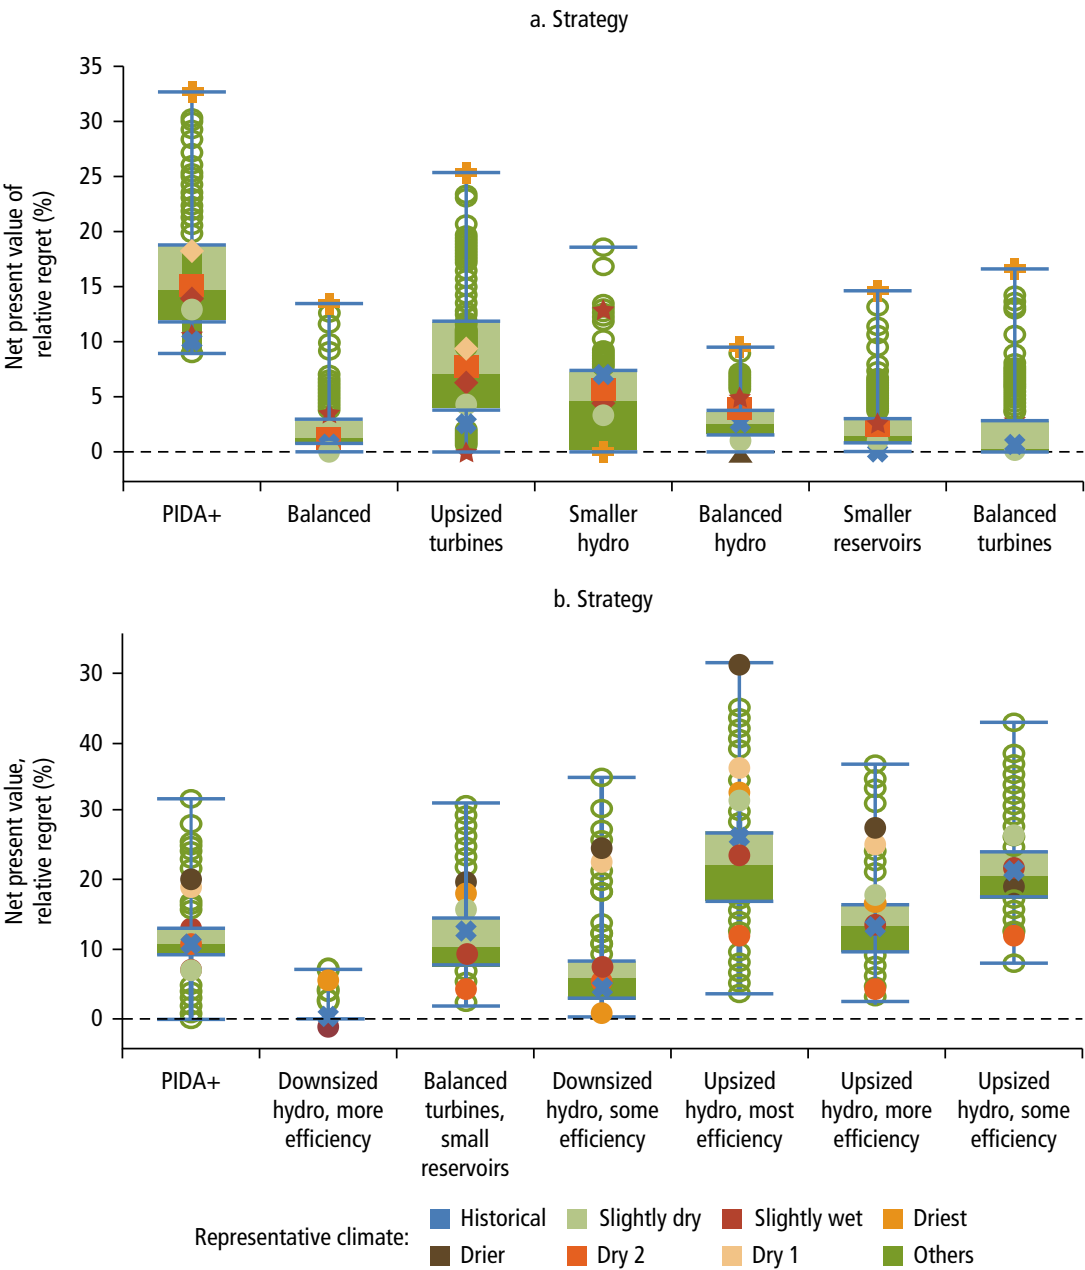 a. Strategy
Net present value of
relative regret (%)
35
30
25
20
15
10
5
0
PIDA+
Balanced
Upsized
turbines
Smaller
hydro
Balanced
hydro
Smaller
reservoirs
Balanced
turbines
b. Strategy
Net present value,
relative regret (%)
30
40
30
20
10
0
PIDA+
Downsized
hydro, more
efficiency
Balanced
turbines,
small
reservoirs
Downsized
hydro, some
efficiency
Upsized
hydro, most
efficiency
Upsized
hydro, more
efficiency
Upsized
hydro, some
efficiency
Representative climate:
Historical
Slightly dry
Slightly wet
Driest
Drier
Dry 2
Dry 1
Others